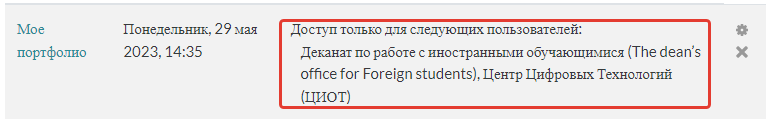 Мое портфолио
Понедельник, 29 мая 2023, 14:35
Доступ только для следующих пользователей:
Деканат по работе с иностранными обучающимися (The dean's
office for Foreign students), Центр Цифровых Технологий
(ЦИОТ)